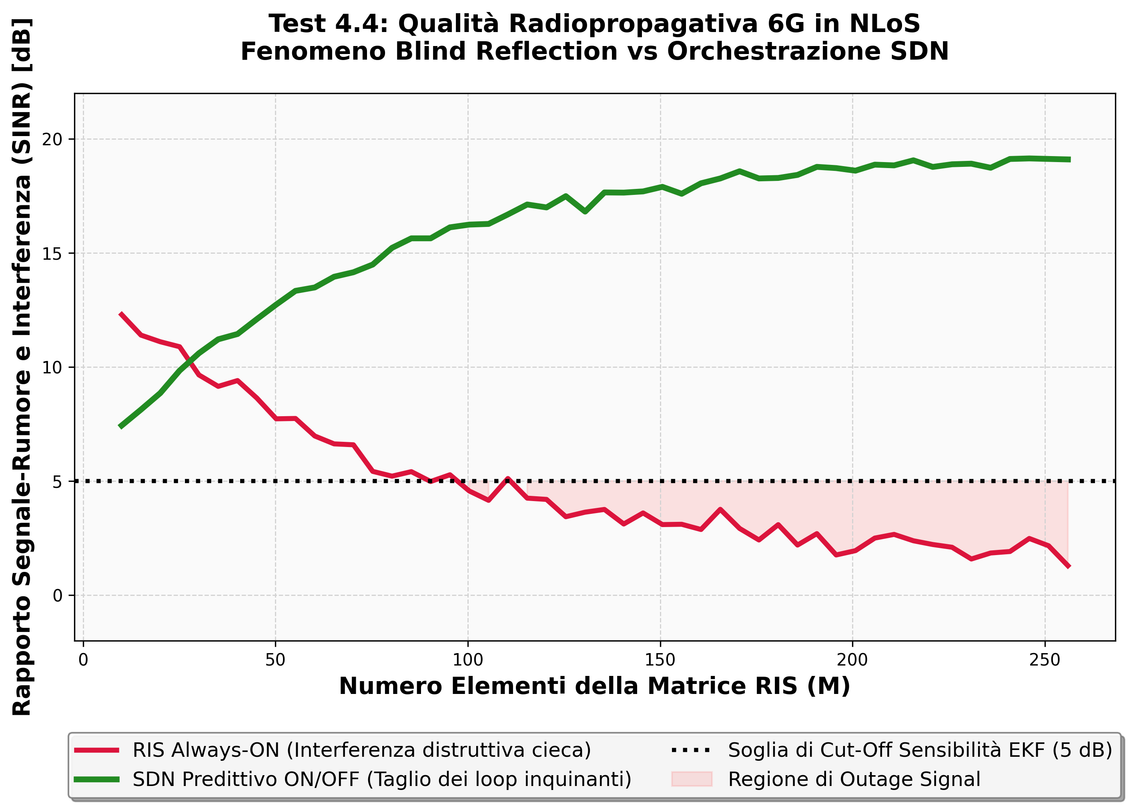 Test 4.4: Qualità Radiopropagativa 6G in NLoS
Fenomeno Blind Reflection vs Orchestrazione SDN
Rapporto Segnale-Rumore e Interferenza (SINR) [dB]
20
15
10
5
0
0
50
100
150
200
250
Numero Elementi della Matrice RIS (M)
RIS Always-ON (Interferenza distruttiva cieca)
SDN Predittivo ON/OFF (Taglio dei loop inquinanti)
Soglia di Cut-Off Sensibilità EKF (5 dB)
Regione di Outage Signal